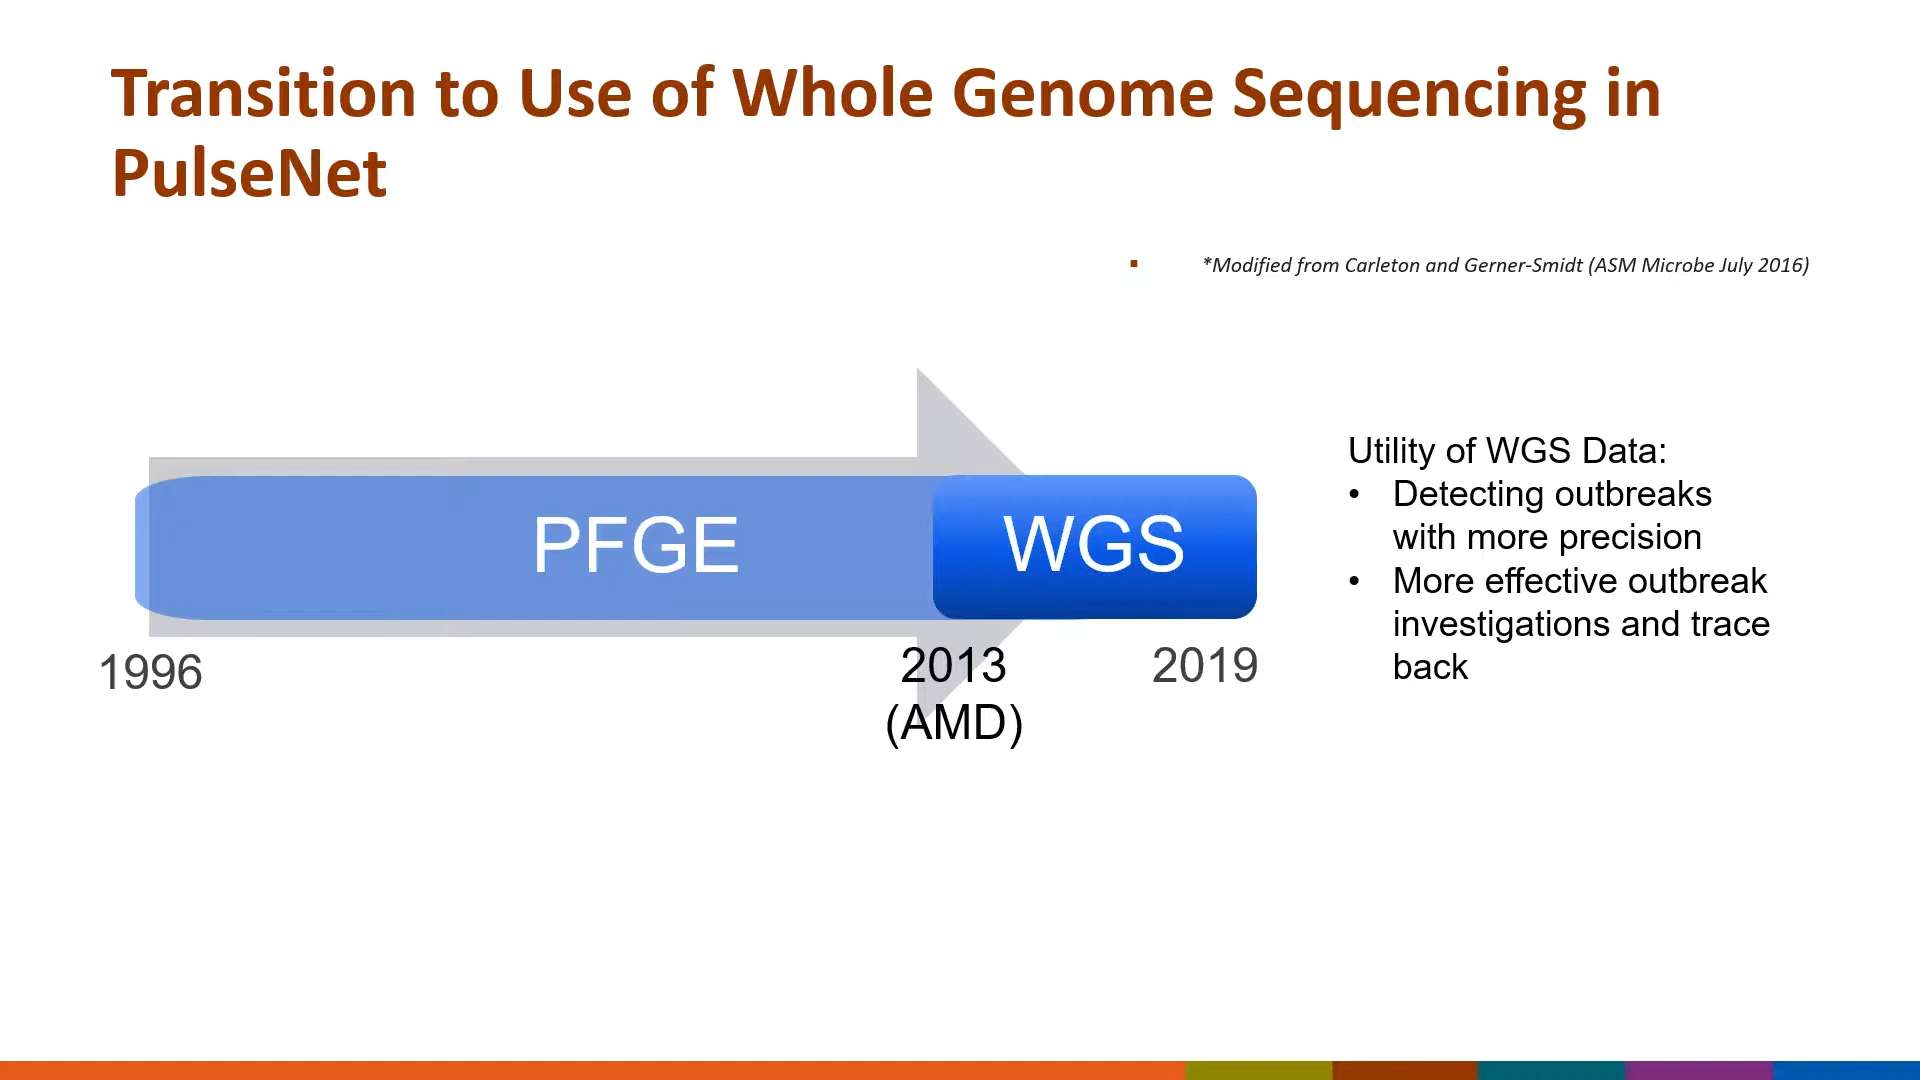 Transition to Use of Whole Genome Sequencing in
PulseNet
▪ *Modified from Carleton and Gerner-Smidt (ASM Microbe July 2016)
PFGE
WGS
1996
2013
(AMD)
2019
Utility of WGS Data:
• Detecting outbreaks
with more precision
• More effective outbreak
investigations and trace
back